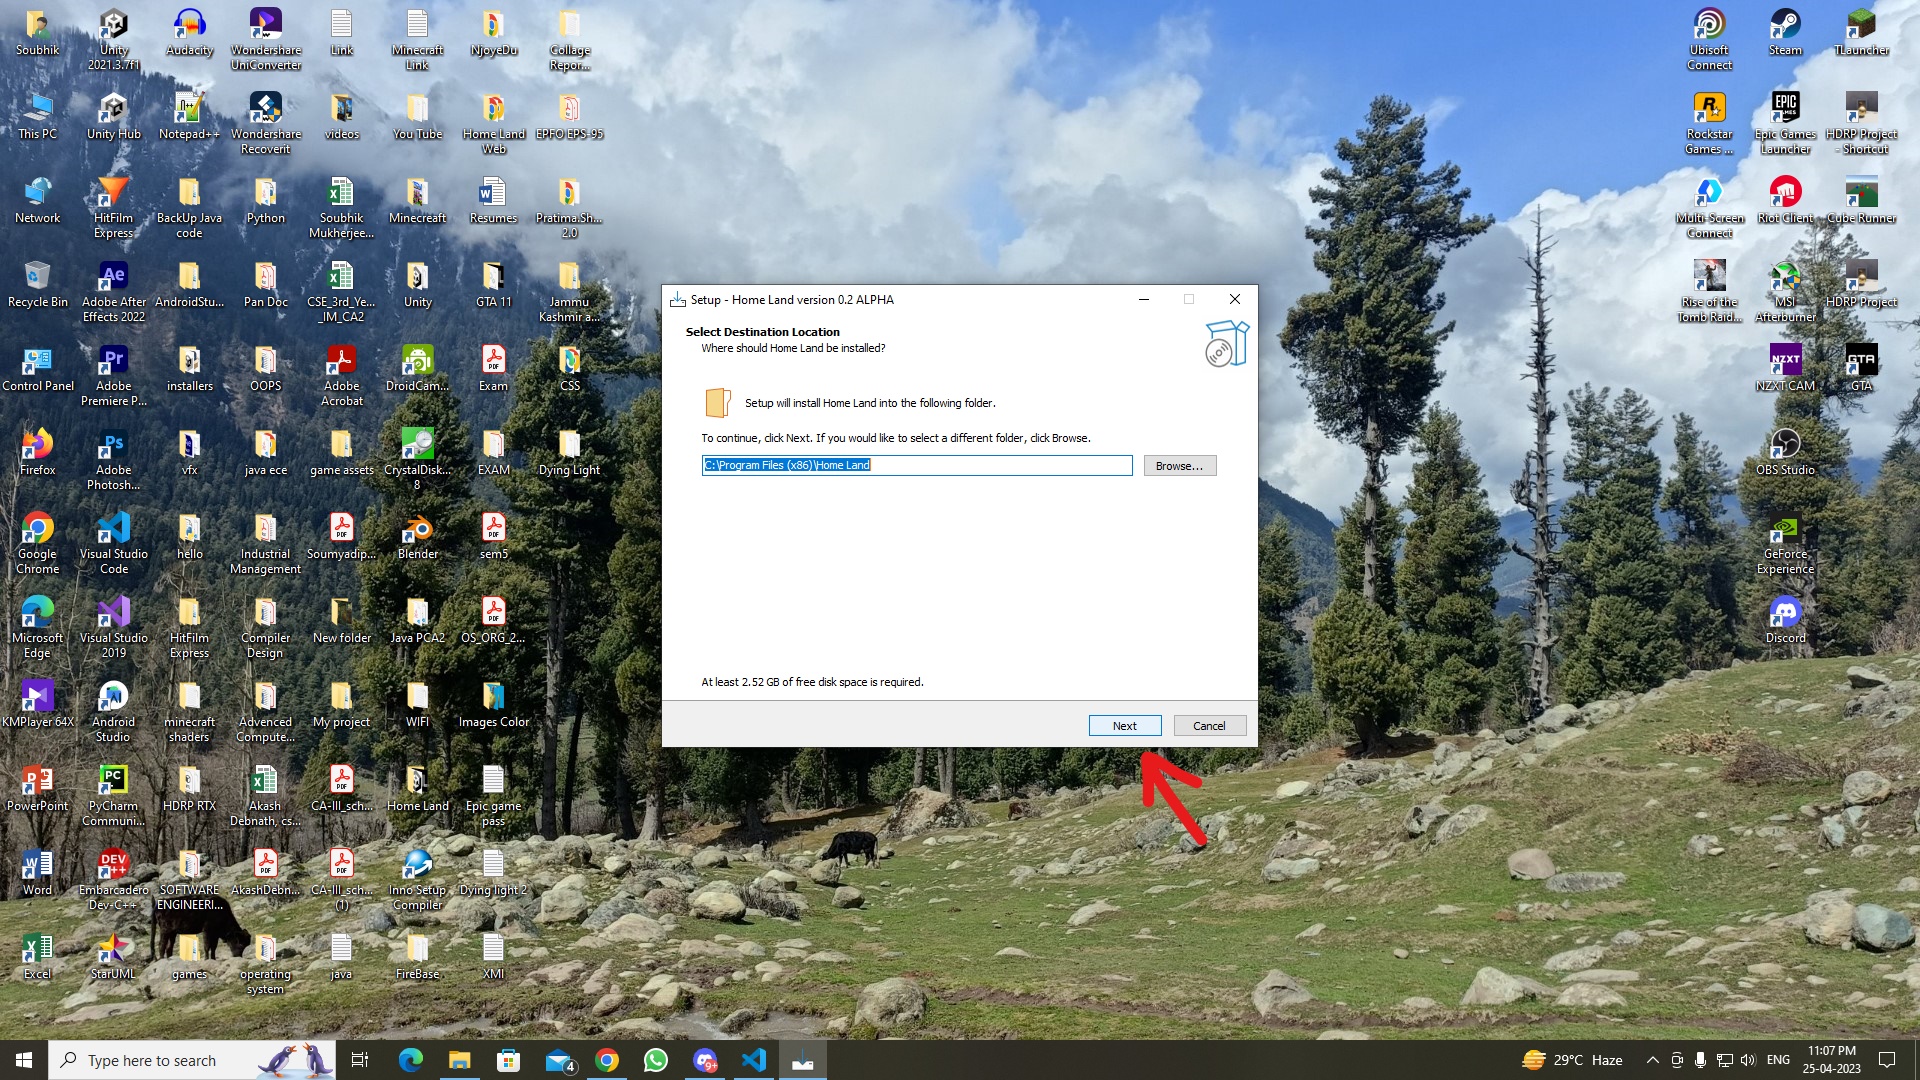 Soubhik
Unity
2021.3.7f1
Audacity
Wondershare
UniConverter
Link
Minecraft
Link
NjoyeDu
Collage
Repor...
This PC
Unity Hub
Notepad++
Wondershare
Recoverit
videos
You Tube
Home Land
Web
EPFO EPS-95
Network
HitFilm
Express
BackUp Java
code
Python
Soubhik
Mukherjee...
Minecreaft
Resumes
Pratima.Sh...
2.0
Recycle Bin
Adobe After
Effects 2022
AndroidStu...
Pan Doc
CSE_3rd_Ye...
_IM_CA2
Unity
GTA 11
Jammu
Kashmir a...
Control Panel
Adobe
Premiere P...
installers
OOPS
Adobe
Acrobat
DroidCam...
Exam
CSS
Firefox
Adobe
Photosh...
vfx
java ece
game assets
CrystalDisk...
8
EXAM
Dying Light
Google
Chrome
Visual Studio
Code
hello
Industrial
Management
Soumyadip...
Blender
sem5
Microsoft
Edge
Visual Studio
2019
HitFilm
Express
Compiler
Design
New folder
Java PCA2
OS_ORG_2...
KMPlayer 64X
Android
Studio
minecraft
shaders
Advenced
Compute...
My project
WIFI
Images Color
PowerPoint
PyCharm
Communi...
HDRP RTX
Akash
Debnath, cs...
CA-III_sch...
Home Land
Epic game
pass
Word
Embarcadero
Dev-C++
SOFTWARE
ENGINEERI...
AkashDebn...
CA-III_sch...
(1)
Inno Setup
Compiler
Dying light 2
Excel
StarUML
games
operating
system
java
FireBase
XMI
Setup - Home Land version 0.2 ALPHA
Select Destination Location
Where should Home Land be installed?
Setup will install Home Land into the following folder.
To continue, click Next. If you would like to select a different folder, click Browse.
C:\Program Files (x86)\Home Land
Browse...
At least 2.52 GB of free disk space is required.
Next
Cancel
Ubisoft
Connect
Steam
TLauncher
Rockstar
Games ...
Epic Games
Launcher
HDRP Project
- Shortcut
Multi-Screen
Connect
Riot Client
Cube Runner
Rise of the
Tomb Raid...
MSI
Afterburner
HDRP Project
NZXT CAM
GTA
OBS Studio
GeForce
Experience
Discord
Type here to search
4
9+
29°C Haze
ENG
11:07 PM
25-04-2023